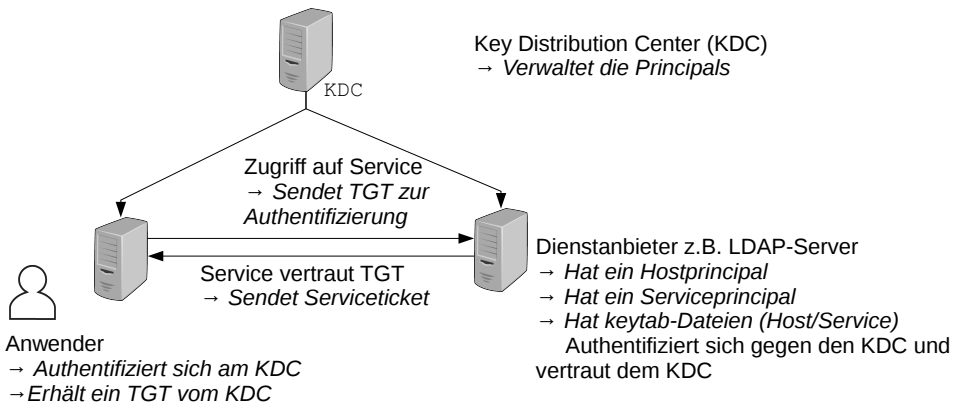 Key Distribution Center (KDC)
→ Verwaltet die Principals
KDC
Zugriff auf Service
→ Sendet TGT zur
Authentifizierung
Service vertraut TGT
→ Sendet Serviceticket
Dienstanbieter z.B. LDAP-Server
→ Hat ein Hostprincipal
→ Hat ein Serviceprincipal
→ Hat keytab-Dateien (Host/Service)
Authentifiziert sich gegen den KDC und
vertraut dem KDC
Anwender
→ Authentifiziert sich am KDC
→Erhält ein TGT vom KDC